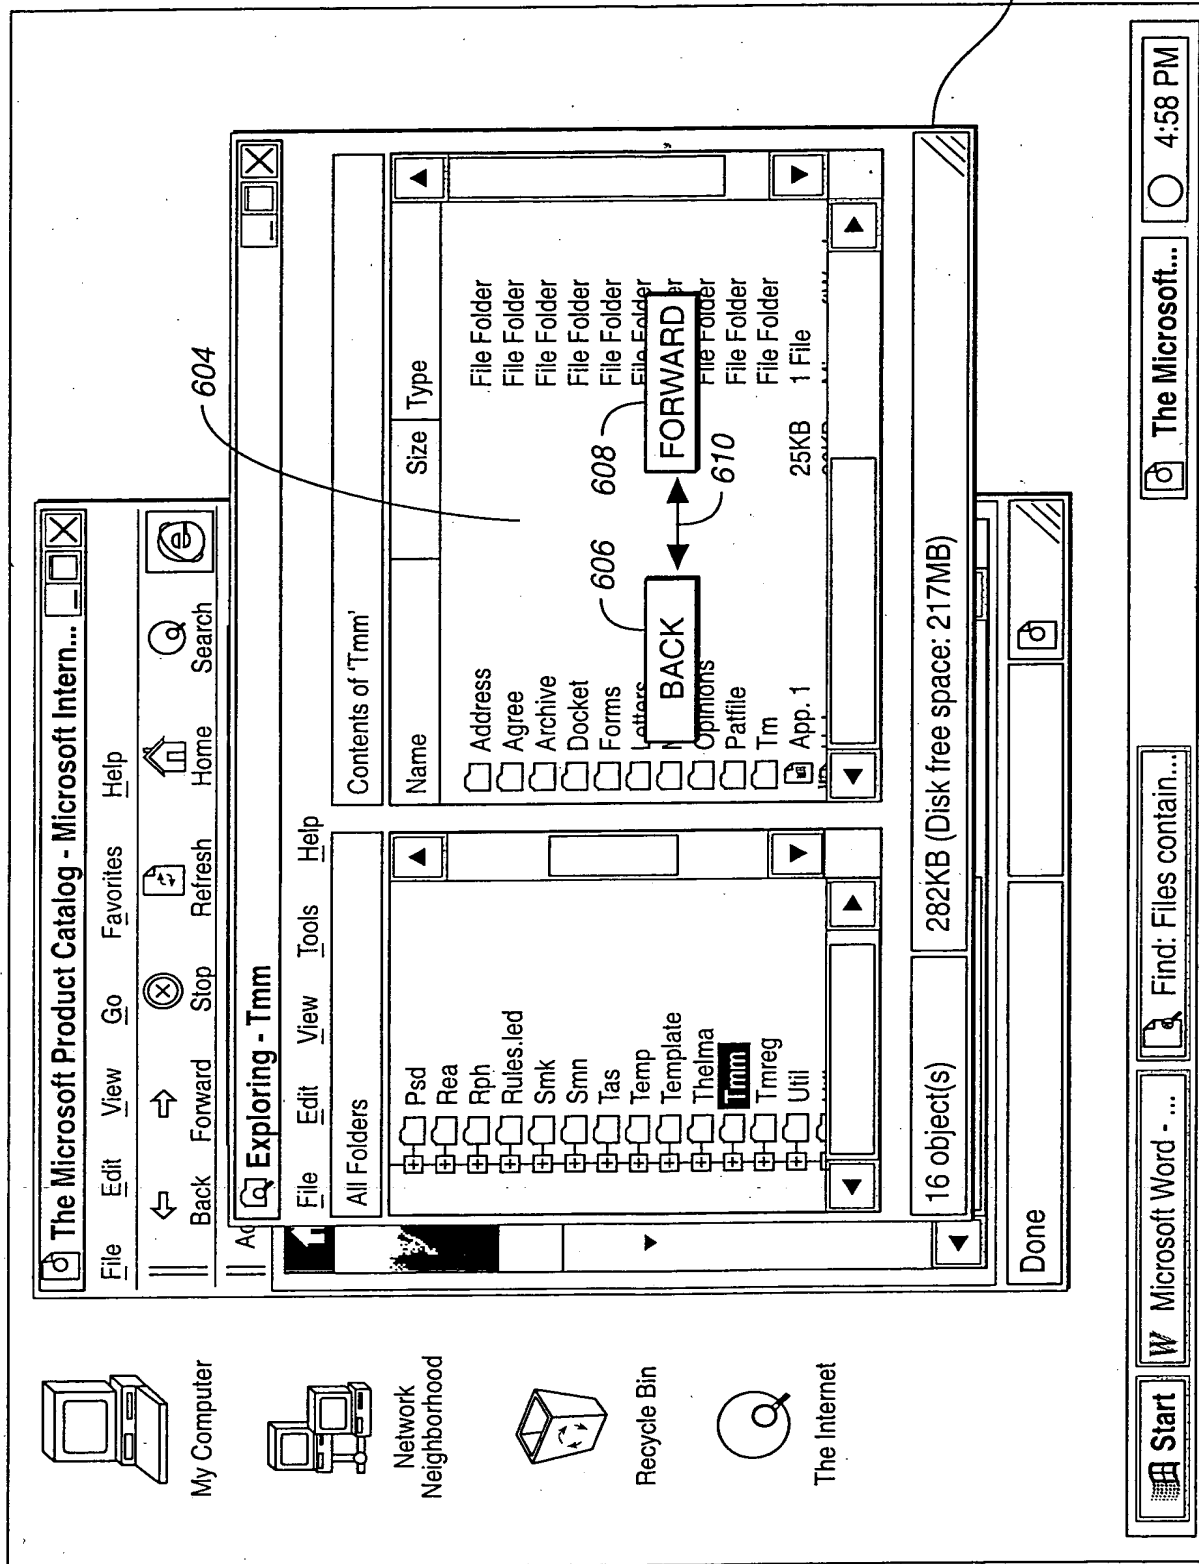 The Microsoft Product Catalog - Microsoft Intern...
File Edit View Go Favorites Help
Back Forward Stop Refresh Home Search
Exploring - Tmm
File Edit View Tools Help
All Folders
Contents of 'Tmm'
Name Size Type
Psd
Rea
Rph
Rules.led
Smk
Smn
Tas
Temp
Template
Thelma
Tmm
Tmreg
Util
Address File Folder
Agree File Folder
Archive File Folder
Docket File Folder
Forms File Folder
Letters File Folder
Opinions File Folder
Patfile File Folder
Tm File Folder
App. 1 25KB 1 File
BACK
FORWARD
604
606
608
610
16 object(s)
282KB (Disk free space: 217MB)
Done
My Computer
Network
Neighborhood
Recycle Bin
The Internet
Start
W Microsoft Word - ...
Find: Files contain...
The Microsoft...
4:58 PM